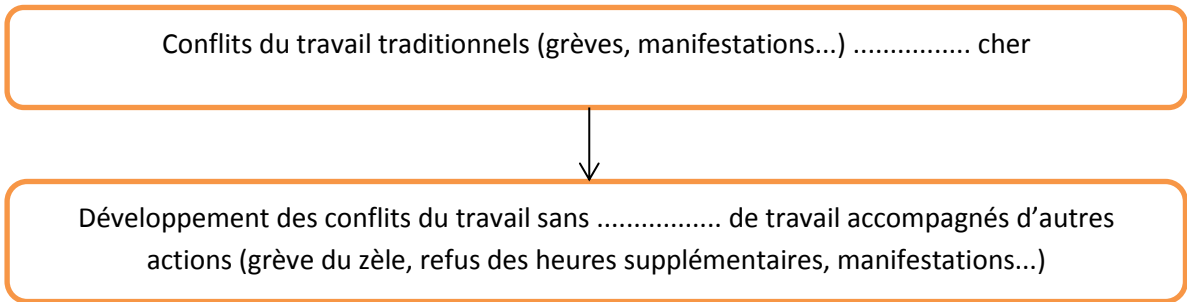 Conflits du travail traditionnels (grèves, manifestations...) ................ cher
Développement des conflits du travail sans .................. de travail accompagnés d’autres
actions (grève du zèle, refus des heures supplémentaires, manifestations...)